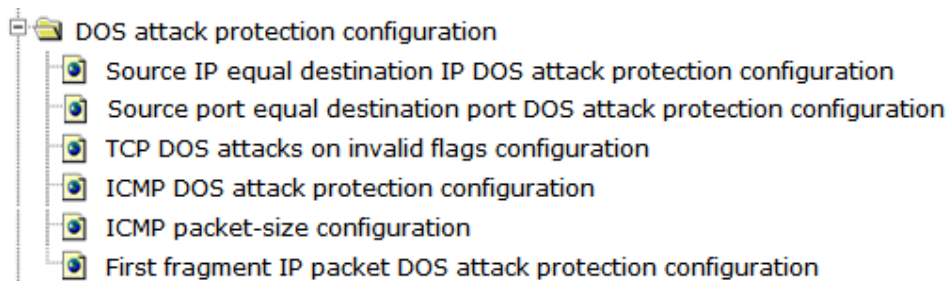 DOS attack protection configuration
Source IP equal destination IP DOS attack protection configuration
Source port equal destination port DOS attack protection configuration
TCP DOS attacks on invalid flags configuration
ICMP DOS attack protection configuration
ICMP packet-size configuration
First fragment IP packet DOS attack protection configuration